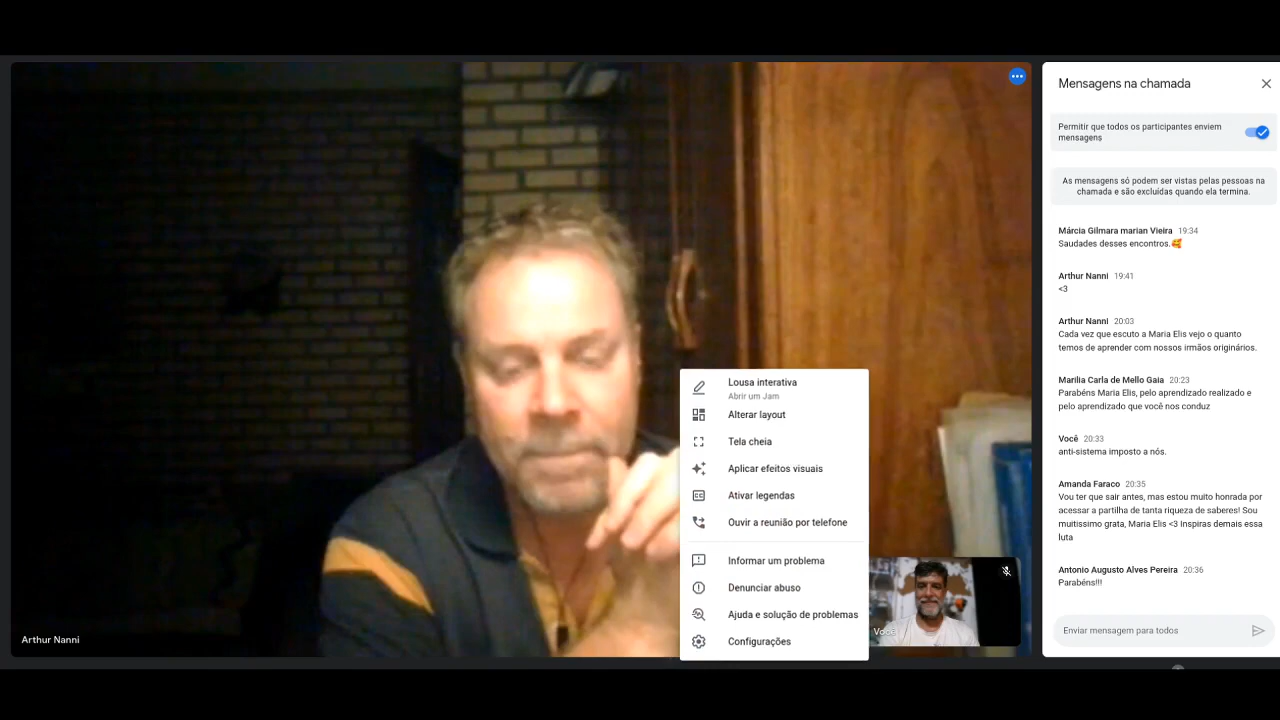 Arthur Nanni
Lousa interativa
Abrir um Jam
Alterar layout
Tela cheia
Aplicar efeitos visuais
Ativar legendas
Ouvir a reunião por telefone
Informar um problema
Denunciar abuso
Ajuda e solução de problemas
Configurações
Você
Mensagens na chamada
Permitir que todos os participantes enviem
mensagens
As mensagens só podem ser vistas pelas pessoas na
chamada e são excluídas quando ela termina.
Márcia Gilmara marian Vieira 19:34
Saudades desses encontros.🥰
Arthur Nanni 19:41
<3
Arthur Nanni 20:03
Cada vez que escuto a Maria Elis vejo o quanto
temos de aprender com nossos irmãos originários.
Marilia Carla de Mello Gaia 20:23
Parabéns Maria Elis, pelo aprendizado realizado e
pelo aprendizado que você nos conduz
Você 20:33
anti-sistema imposto a nós.
Amanda Faraco 20:35
Vou ter que sair antes, mas estou muito honrada por
acessar a partilha de tanta riqueza de saberes! Sou
muitissimo grata, Maria Elis <3 Inspiras demais essa
luta
Antonio Augusto Alves Pereira 20:36
Parabéns!!!
Enviar mensagem para todos